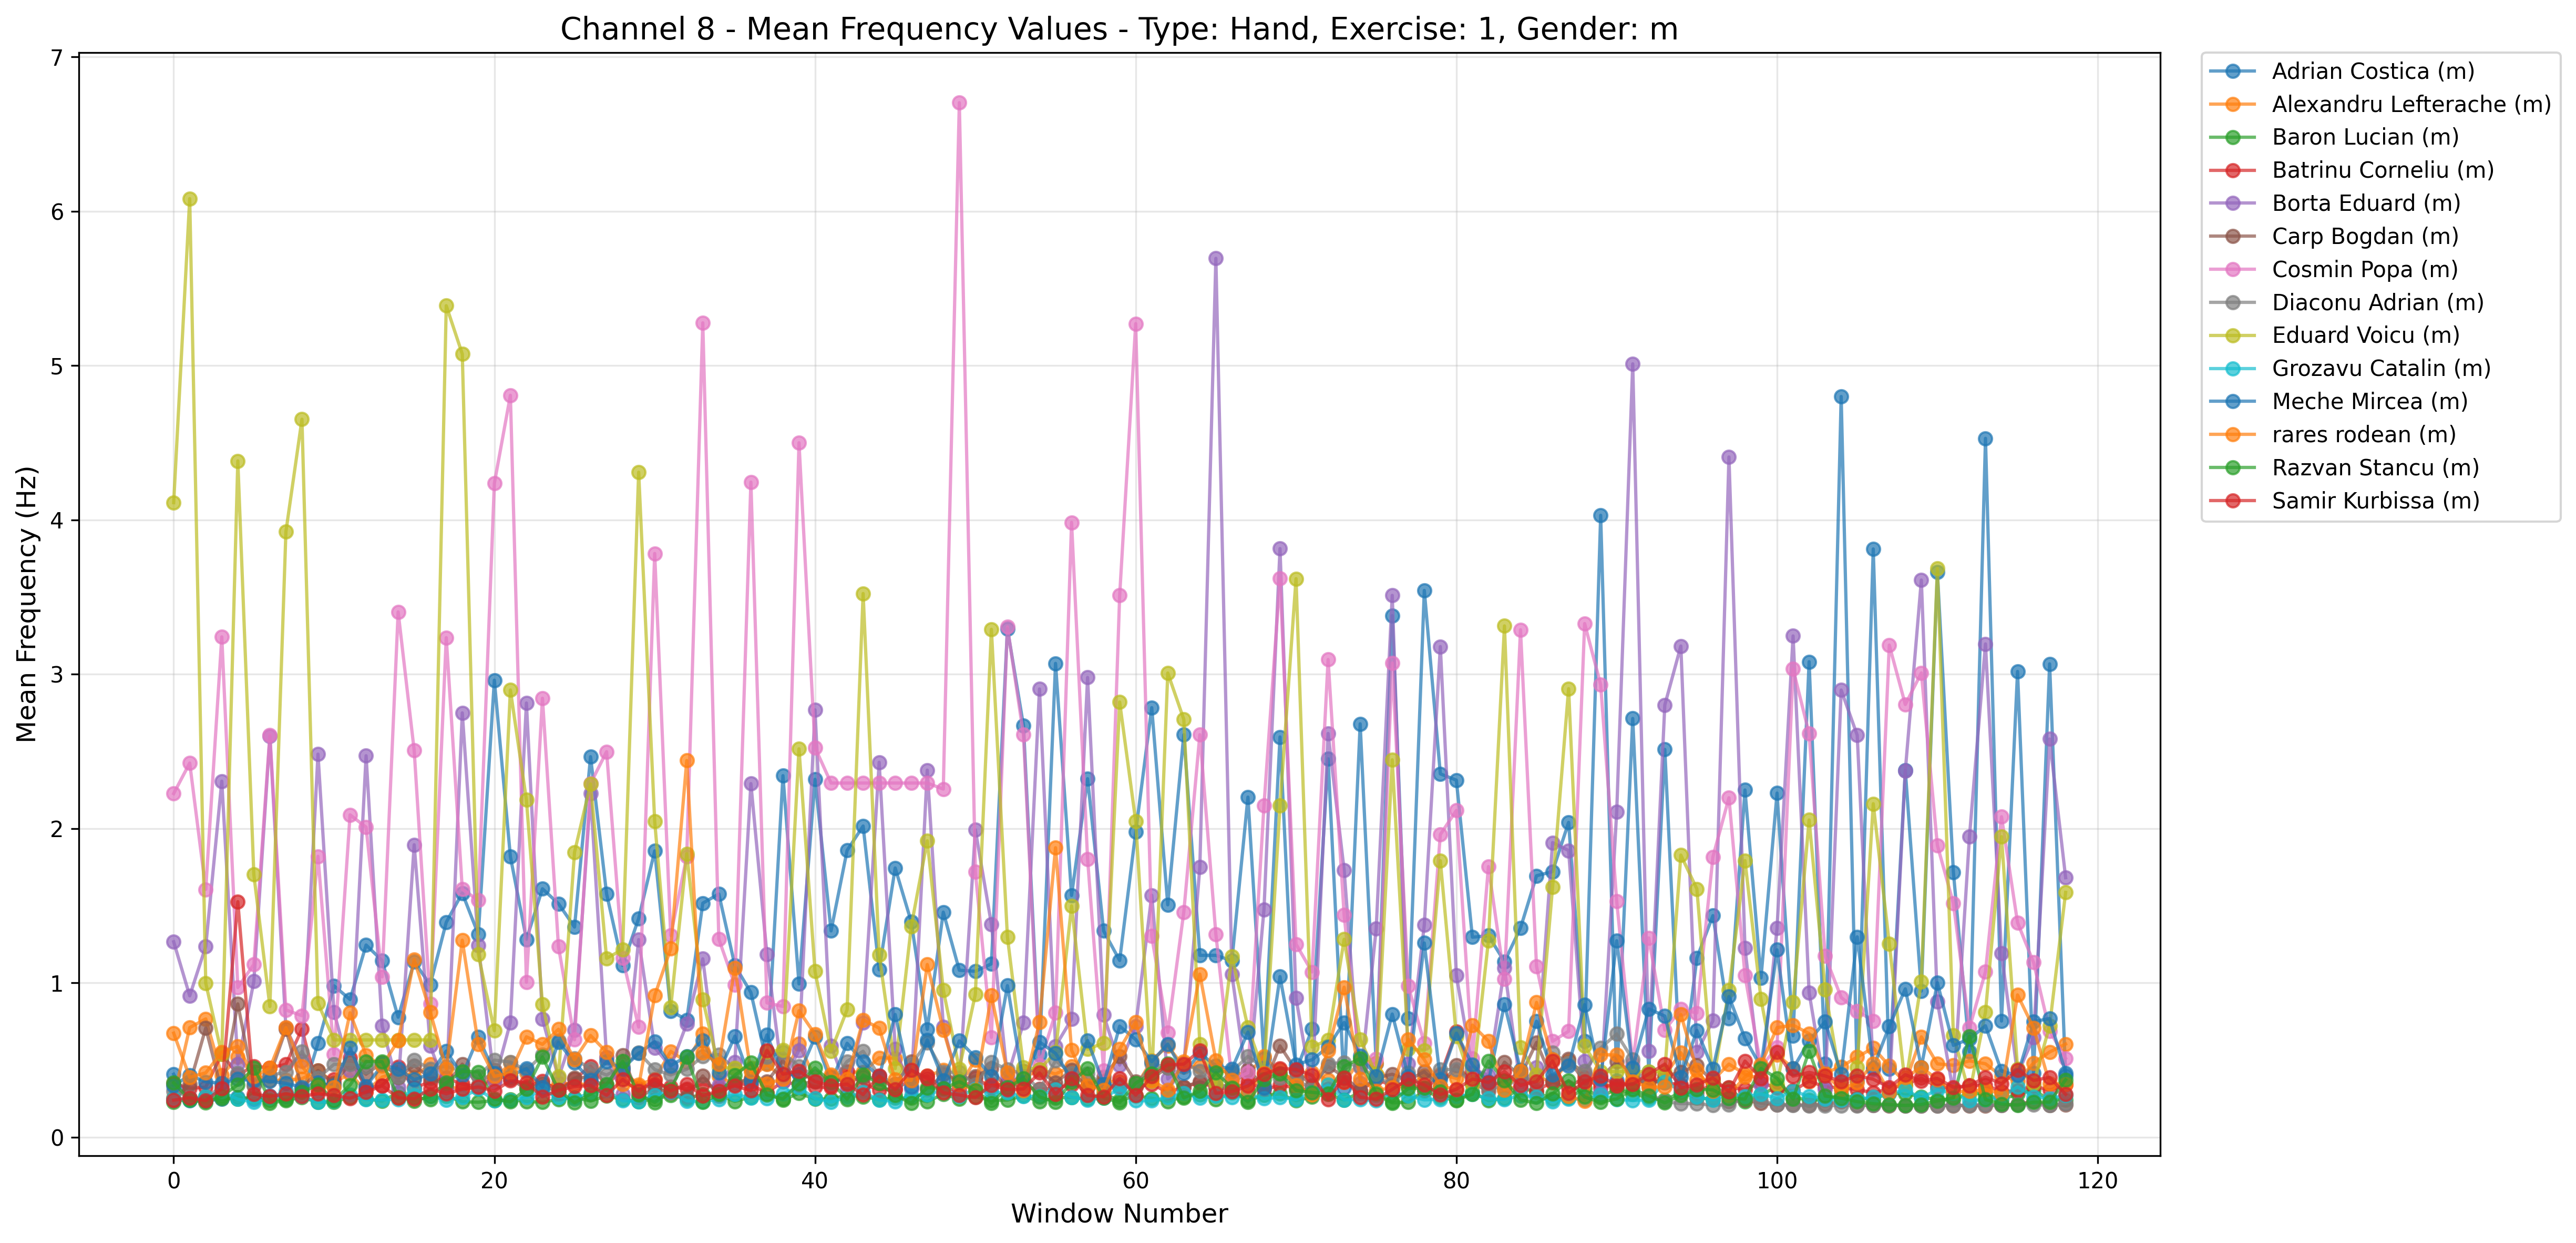 Channel 8 - Mean Frequency Values - Type: Hand, Exercise: 1, Gender: m
Mean Frequency (Hz)
7
6
5
4
3
2
1
0
0 20 40 60 80 100 120
Window Number
Adrian Costica (m)
Alexandru Lefterache (m)
Baron Lucian (m)
Batrinu Corneliu (m)
Borta Eduard (m)
Carp Bogdan (m)
Cosmin Popa (m)
Diaconu Adrian (m)
Eduard Voicu (m)
Grozavu Catalin (m)
Meche Mircea (m)
rares rodean (m)
Razvan Stancu (m)
Samir Kurbissa (m)